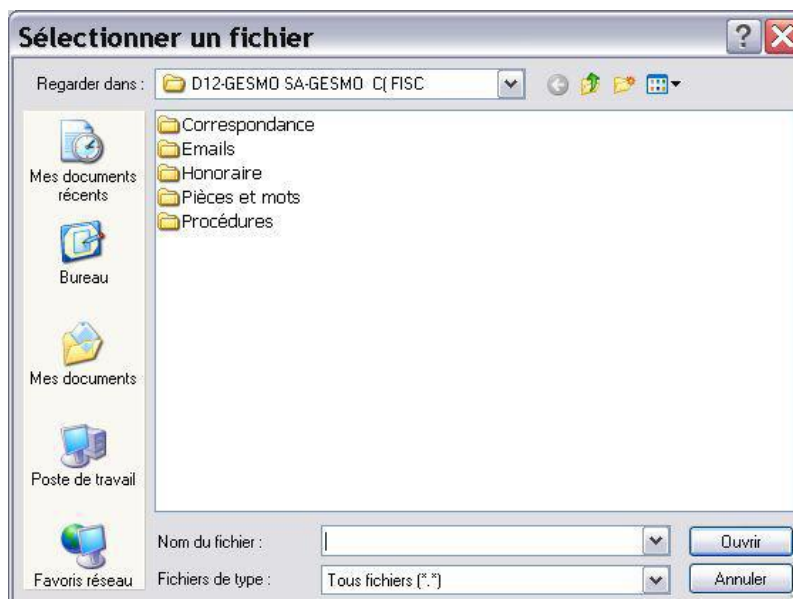 Sélectionner un fichier
Regarder dans :
D12-GESMO SA-GESMO C( FISC
Mes documents
récents
Bureau
Mes documents
Poste de travail
Favoris réseau
Correspondance
Emails
Honoraire
Pièces et mots
Procédures
Nom du fichier :
Ouvrir
Fichiers de type :
Tous fichiers (*.*)
Annuler